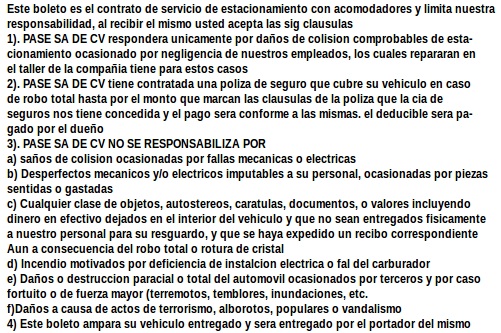 Este boleto es el contrato de servicio de estacionamiento con acomodadores y limita nuestra
responsabilidad, al recibir el mismo usted acepta las sig clausulas
1). PASE SA DE CV respondera unicamente por daños de colision comprobables de esta-
cionamiento ocasionado por negligencia de nuestros empleados, los cuales repararan en
el taller de la compañia tiene para estos casos
2). PASE SA DE CV tiene contratada una poliza de seguro que cubre su vehiculo en caso
de robo total hasta por el monto que marcan las clausulas de la poliza que la cia de
seguros nos tiene concedida y el pago sera conforme a las mismas. el deducible sera pa-
gado por el dueño
3). PASE SA DE CV NO SE RESPONSABILIZA POR
a) saños de colision ocasionadas por fallas mecanicas o electricas
b) Desperfectos mecanicos y/o electricos imputables a su personal, ocasionadas por piezas
sentidas o gastadas
c) Cualquier clase de objetos, autostereos, caratulas, documentos, o valores incluyendo
dinero en efectivo dejados en el interior del vehiculo y que no sean entregados fisicamente
a nuestro personal para su resguardo, y que se haya expedido un recibo correspondiente
Aun a consecuencia del robo total o rotura de cristal
d) Incendio motivados por deficiencia de instalcion electrica o fal del carburador
e) Daños o destruccion paracial o total del automovil ocasionados por terceros y por caso
fortuito o de fuerza mayor (terremotos, temblores, inundaciones, etc.
f)Daños a causa de actos de terrorismo, alborotos, populares o vandalismo
4) Este boleto ampara su vehiculo entregado y sera entregado por el portador del mismo